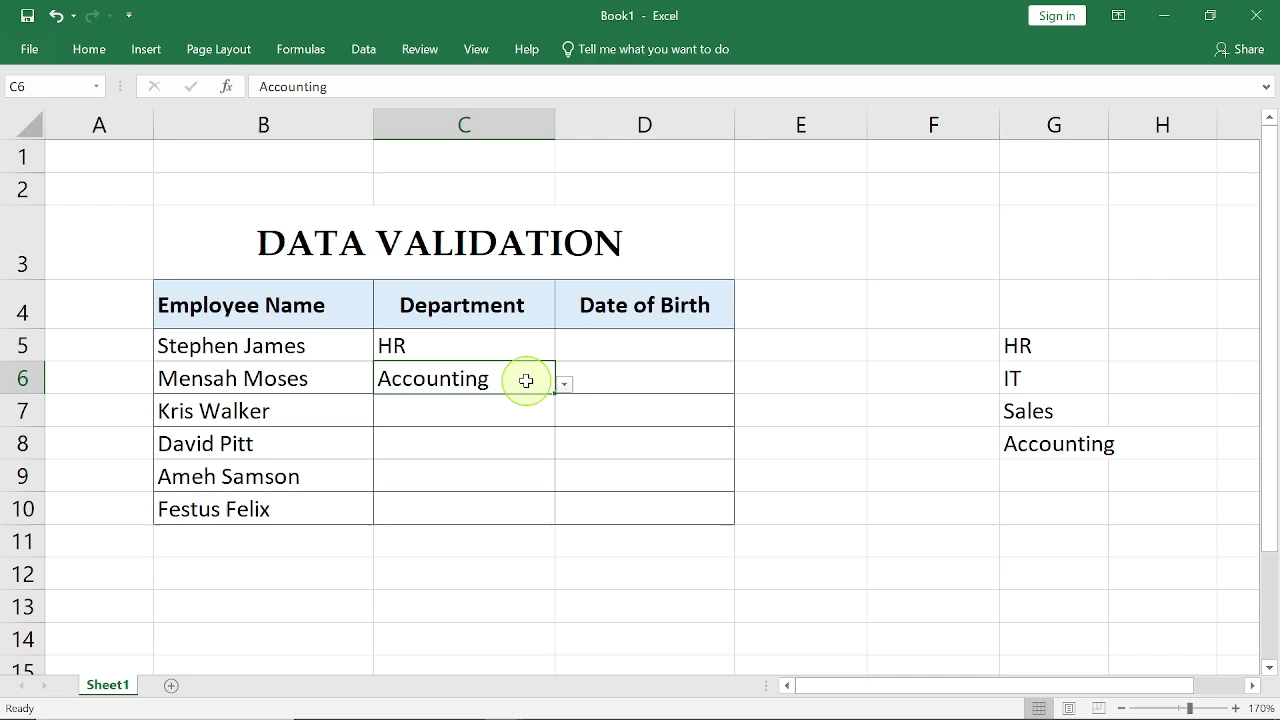 Book1 - Excel
Sign in
File Home Insert Page Layout Formulas Data Review View Help Tell me what you want to do Share
C6 fx Accounting
A B C D E F G H
1
2
3 DATA VALIDATION
4 Employee Name Department Date of Birth
5 Stephen James HR HR
6 Mensah Moses Accounting IT
7 Kris Walker Sales
8 David Pitt Accounting
9 Ameh Samson
10 Festus Felix
11
12
13
14
15
Sheet1
Ready 170%